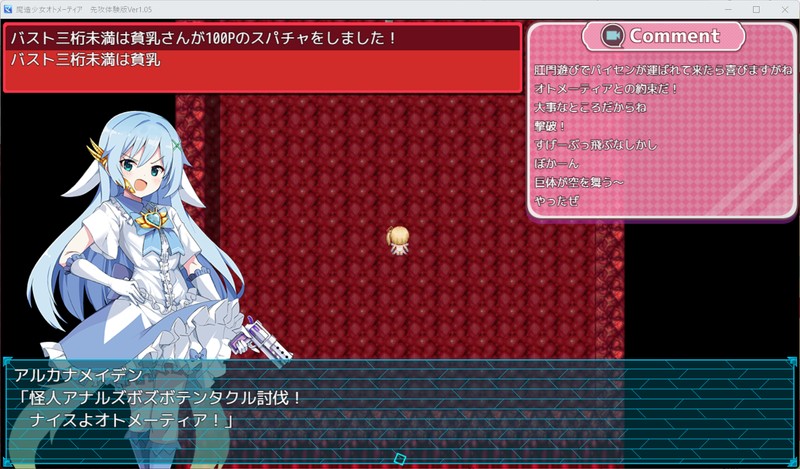 魔造少女オトメーティア　先攻体験版Ver1.05
バスト三桁未満は貧乳さんが100Pのスパチャをしました！
バスト三桁未満は貧乳
Comment
肛門遊びでバイセンが運ばれて来たら喜びますがね
オトメーティアとの約束だ！
大事なところだからね
撃破！
すげーぶっ飛ぶなしかし
ぽかーん
巨体が空を舞う～
やったぜ
アルカナメイデン
「怪人アナルズボズボテンタクル討伐！
　ナイスよオトメーティア！」